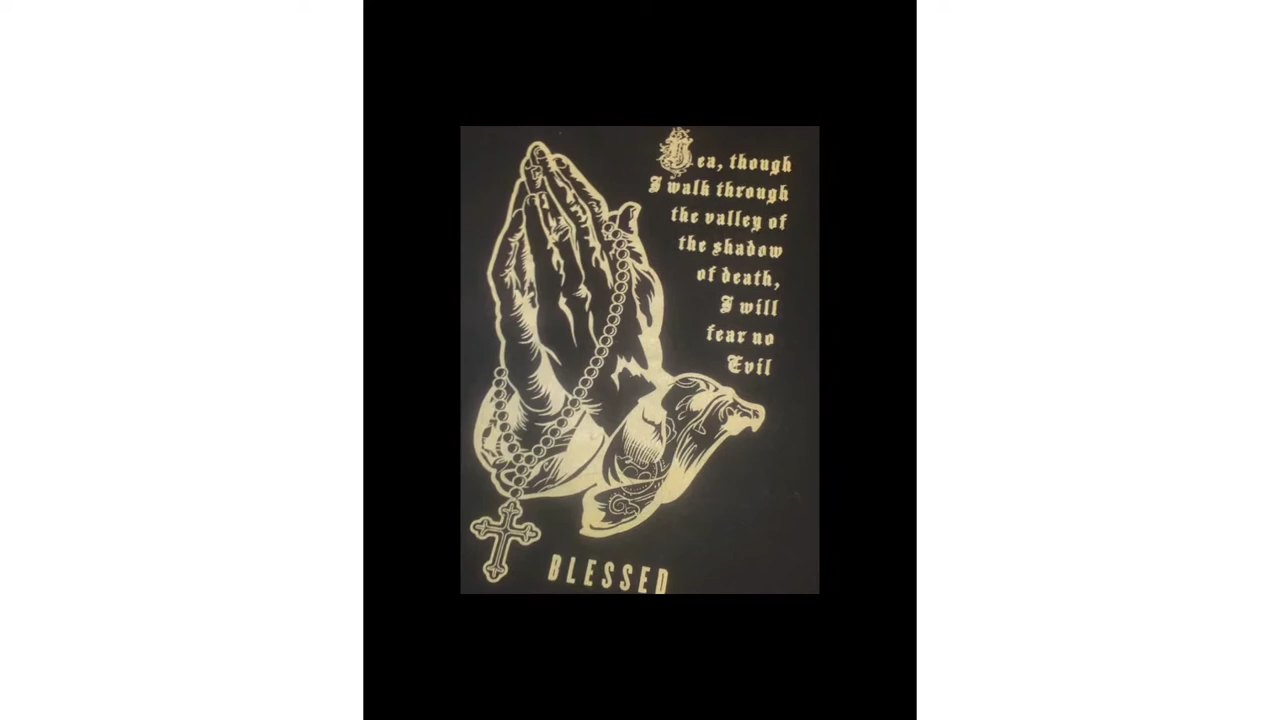 Yea, though
I walk through
the valley of
the shadow
of death,
I will
fear no
Evil
BLESSED